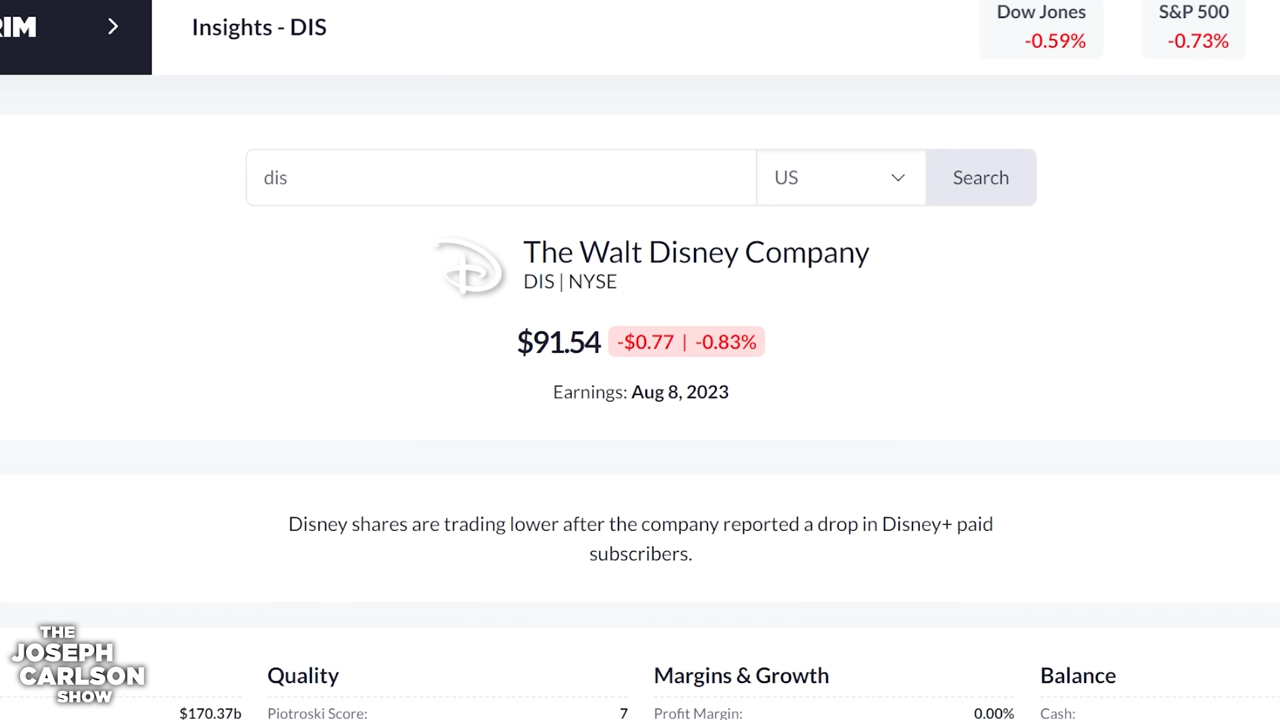 RIM
Insights - DIS
Dow Jones
-0.59%
S&P 500
-0.73%
dis
US
Search
The Walt Disney Company
DIS | NYSE
$91.54
-$0.77 | -0.83%
Earnings: Aug 8, 2023
Disney shares are trading lower after the company reported a drop in Disney+ paid
subscribers.
THE
JOSEPH
CARLSON
SHOW
$170.37b
Quality
Piotroski Score: 7
Margins & Growth
Profit Margin: 0.00%
Balance
Cash: